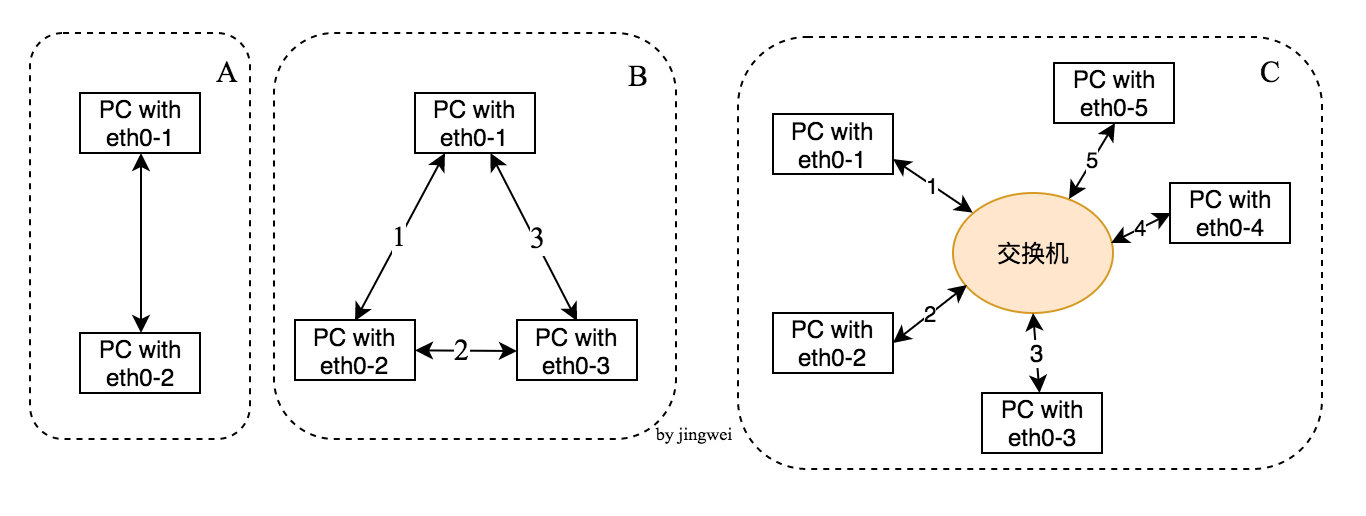 A
PC with
eth0-1
PC with
eth0-2
B
PC with
eth0-1
1
3
PC with
eth0-2
2
PC with
eth0-3
by jingwei
C
PC with
eth0-1
PC with
eth0-5
1
5
PC with
eth0-4
4
交换机
2
PC with
eth0-2
3
PC with
eth0-3